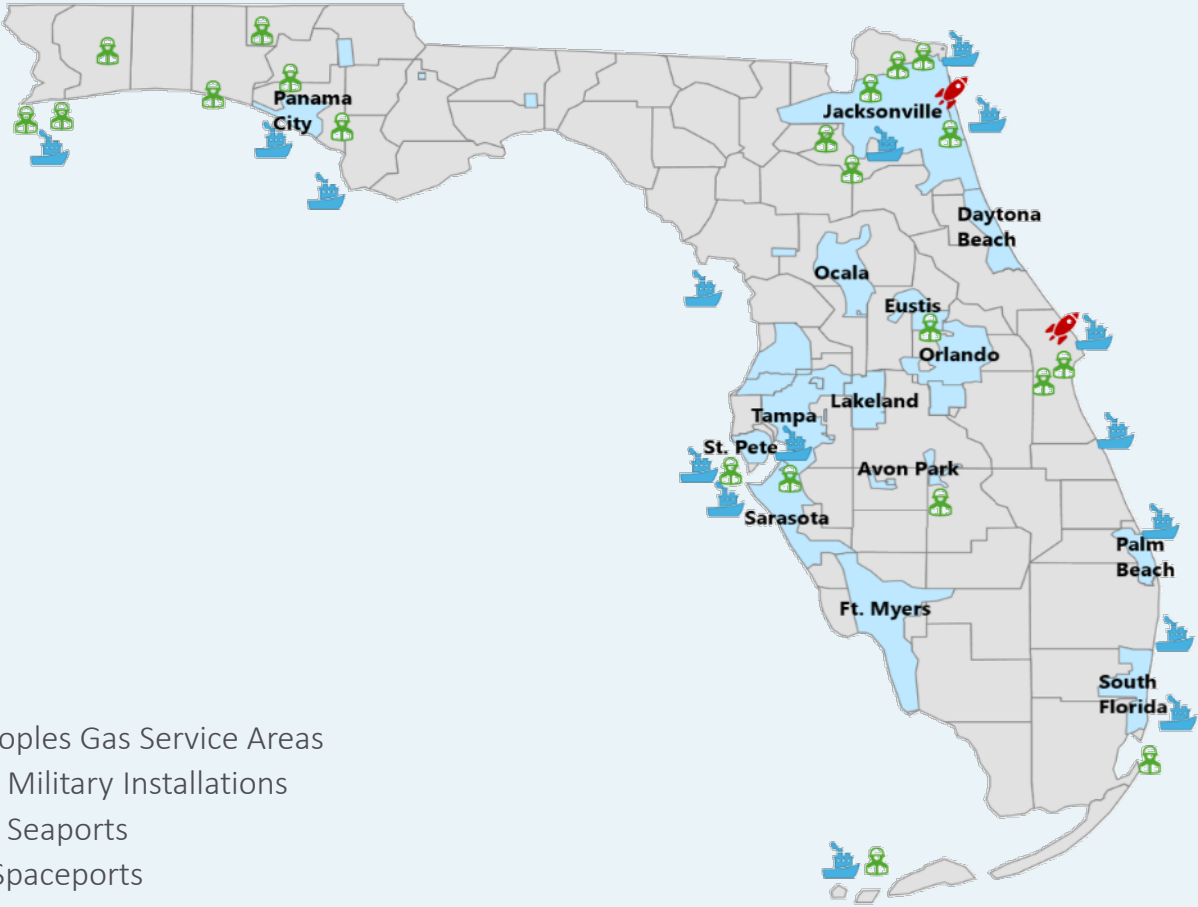 Panama
City
Jacksonville
Daytona
Beach
Ocala
Eustis
Orlando
Lakeland
Tampa
St. Pete
Avon Park
Sarasota
Palm
Beach
Ft. Myers
South
Florida
oples Gas Service Areas
Military Installations
Seaports
Spaceports